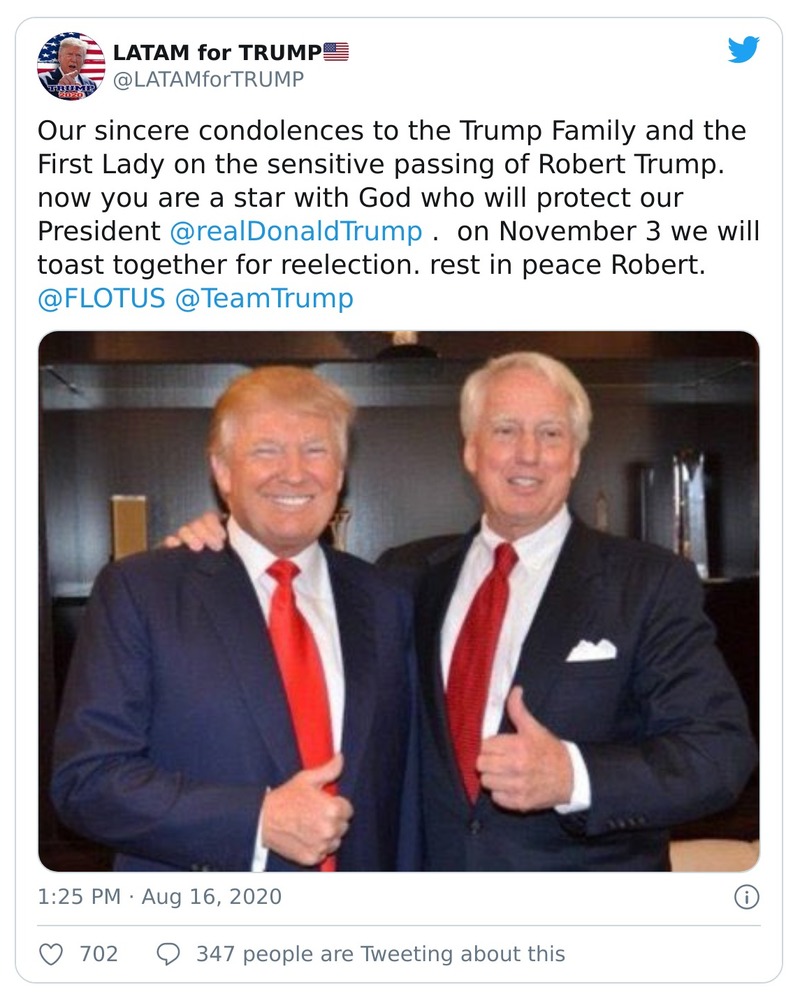 LATAM for TRUMP🇺🇸
@LATAMforTRUMP
Our sincere condolences to the Trump Family and the
First Lady on the sensitive passing of Robert Trump.
now you are a star with God who will protect our
President @realDonaldTrump .  on November 3 we will
toast together for reelection. rest in peace Robert.
@FLOTUS @TeamTrump
1:25 PM · Aug 16, 2020
702
347 people are Tweeting about this